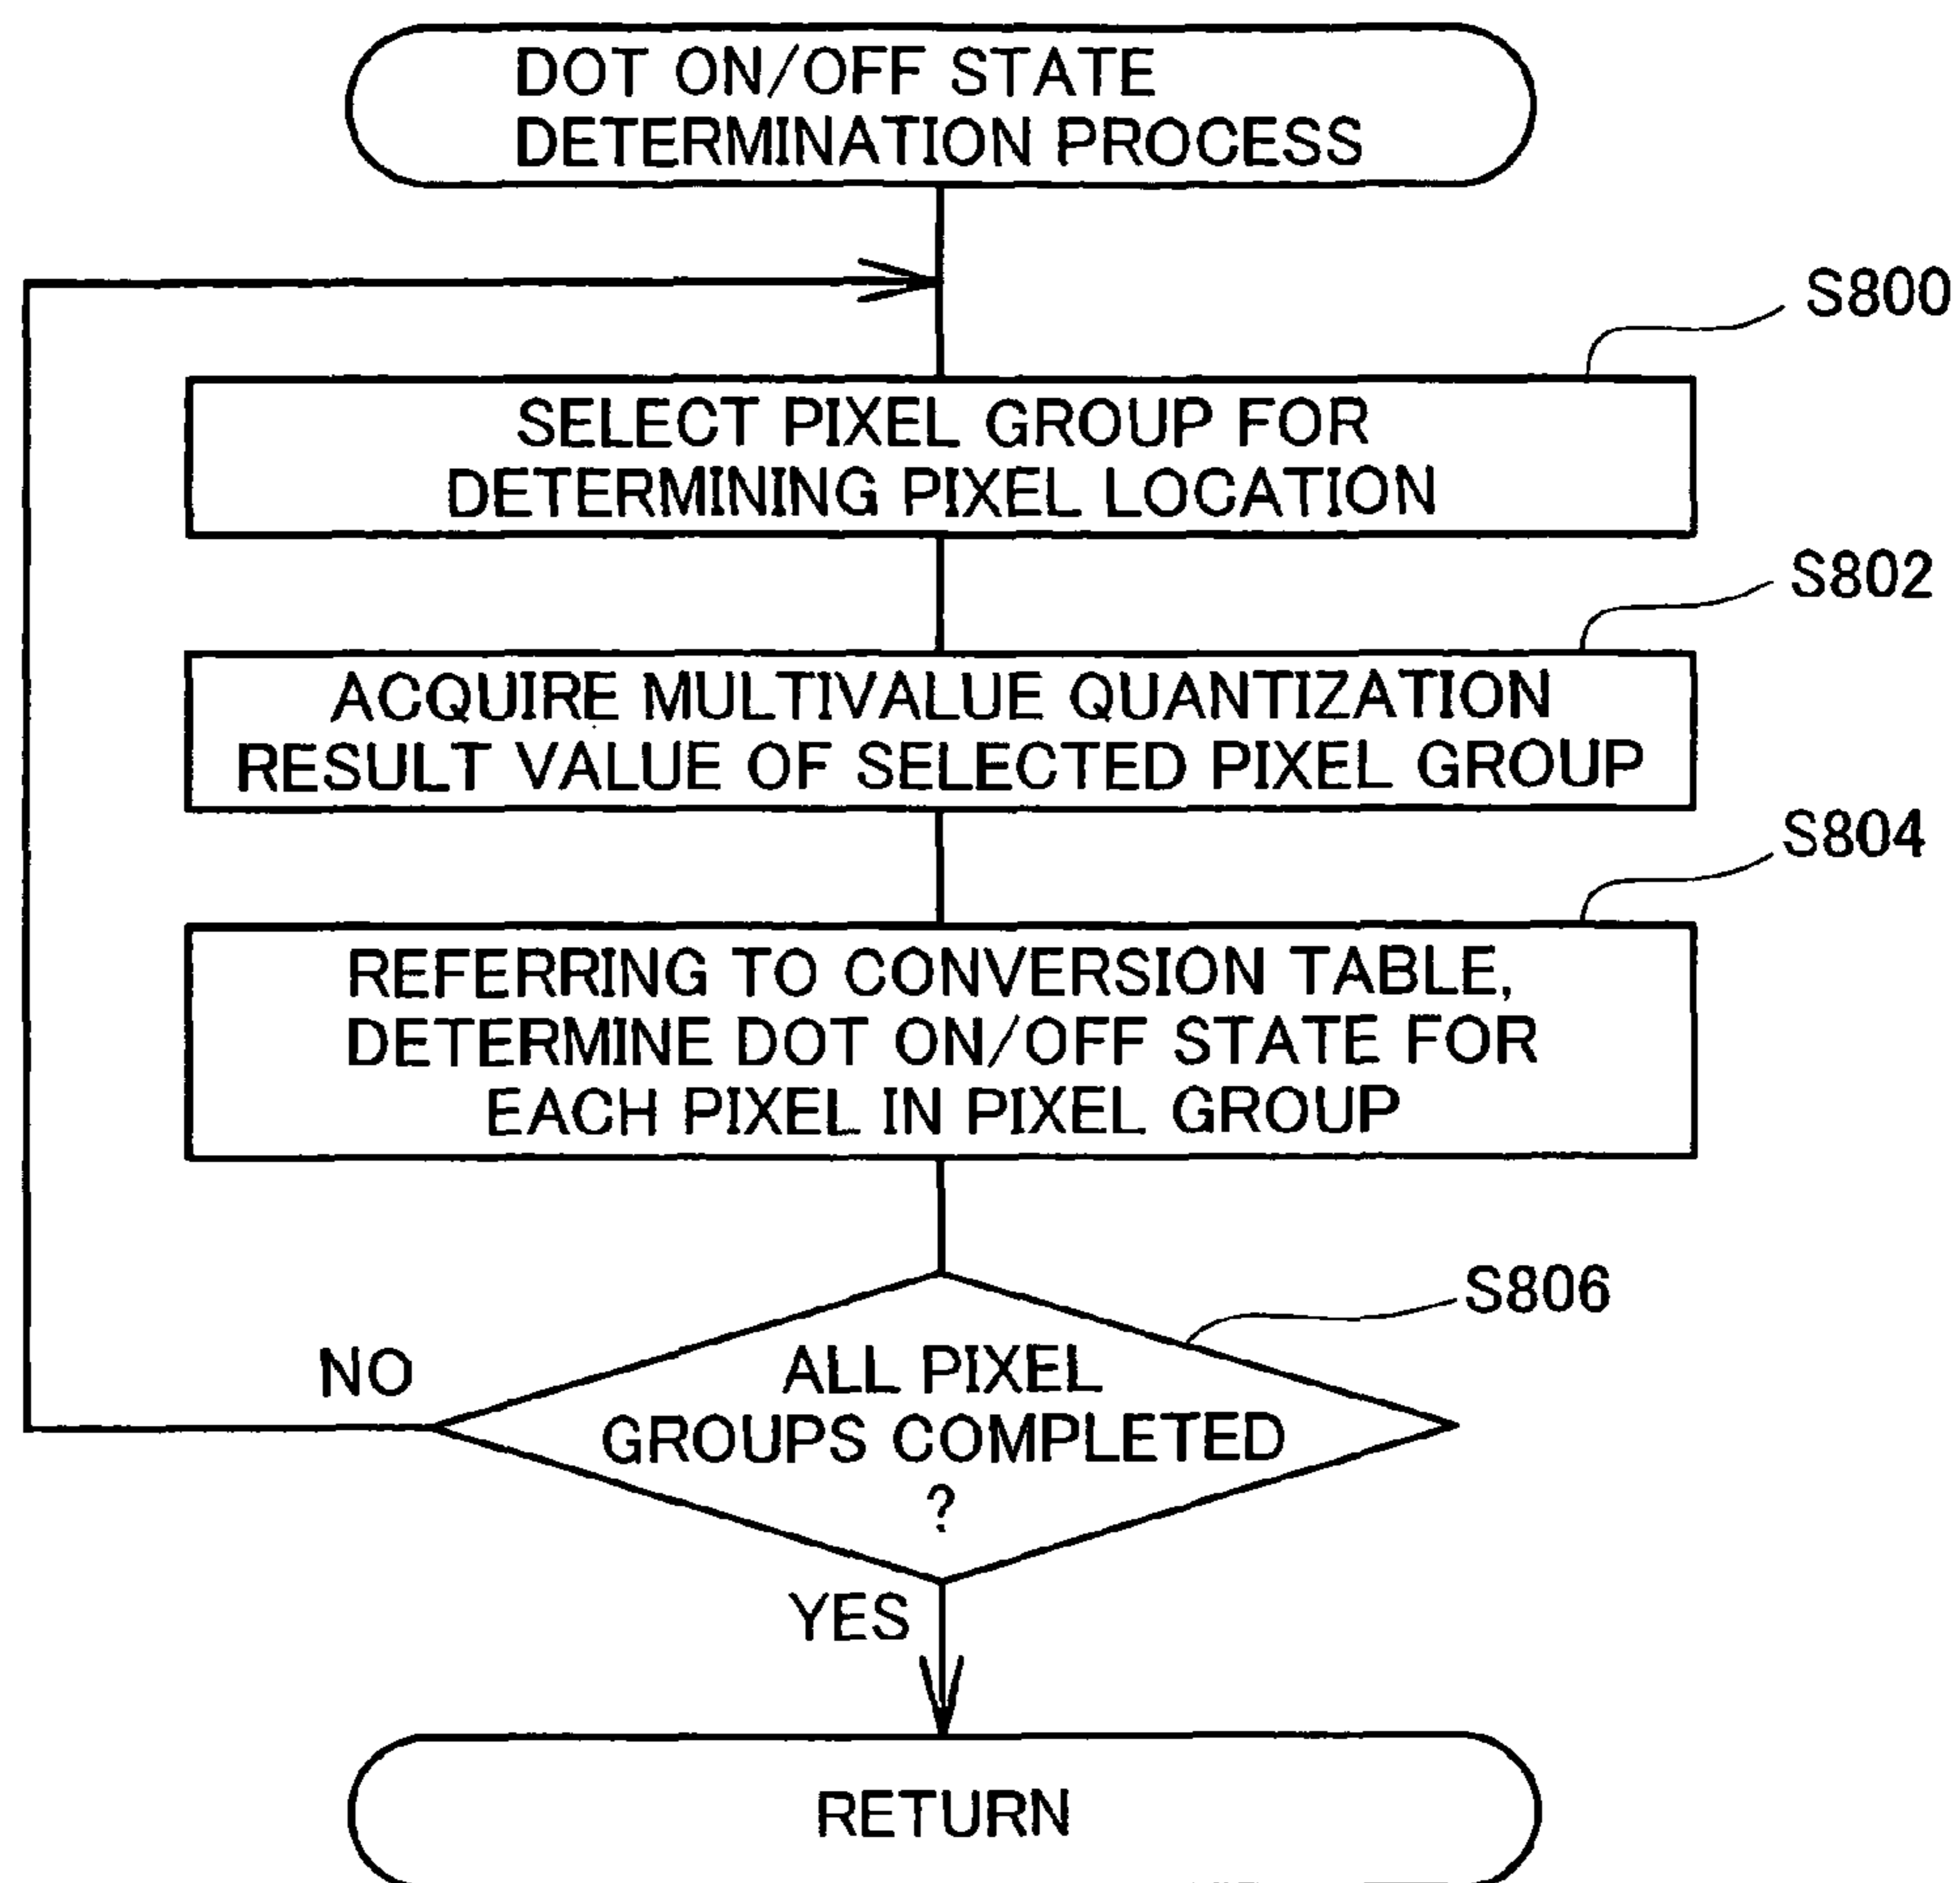 DOT ON/OFF STATE
DETERMINATION PROCESS
S800
SELECT PIXEL GROUP FOR
DETERMINING PIXEL LOCATION
S802
ACQUIRE MULTIVALUE QUANTIZATION
RESULT VALUE OF SELECTED PIXEL GROUP
S804
REFERRING TO CONVERSION TABLE,
DETERMINE DOT ON/OFF STATE FOR
EACH PIXEL IN PIXEL GROUP
S806
NO
ALL PIXEL
GROUPS COMPLETED
?
YES
RETURN